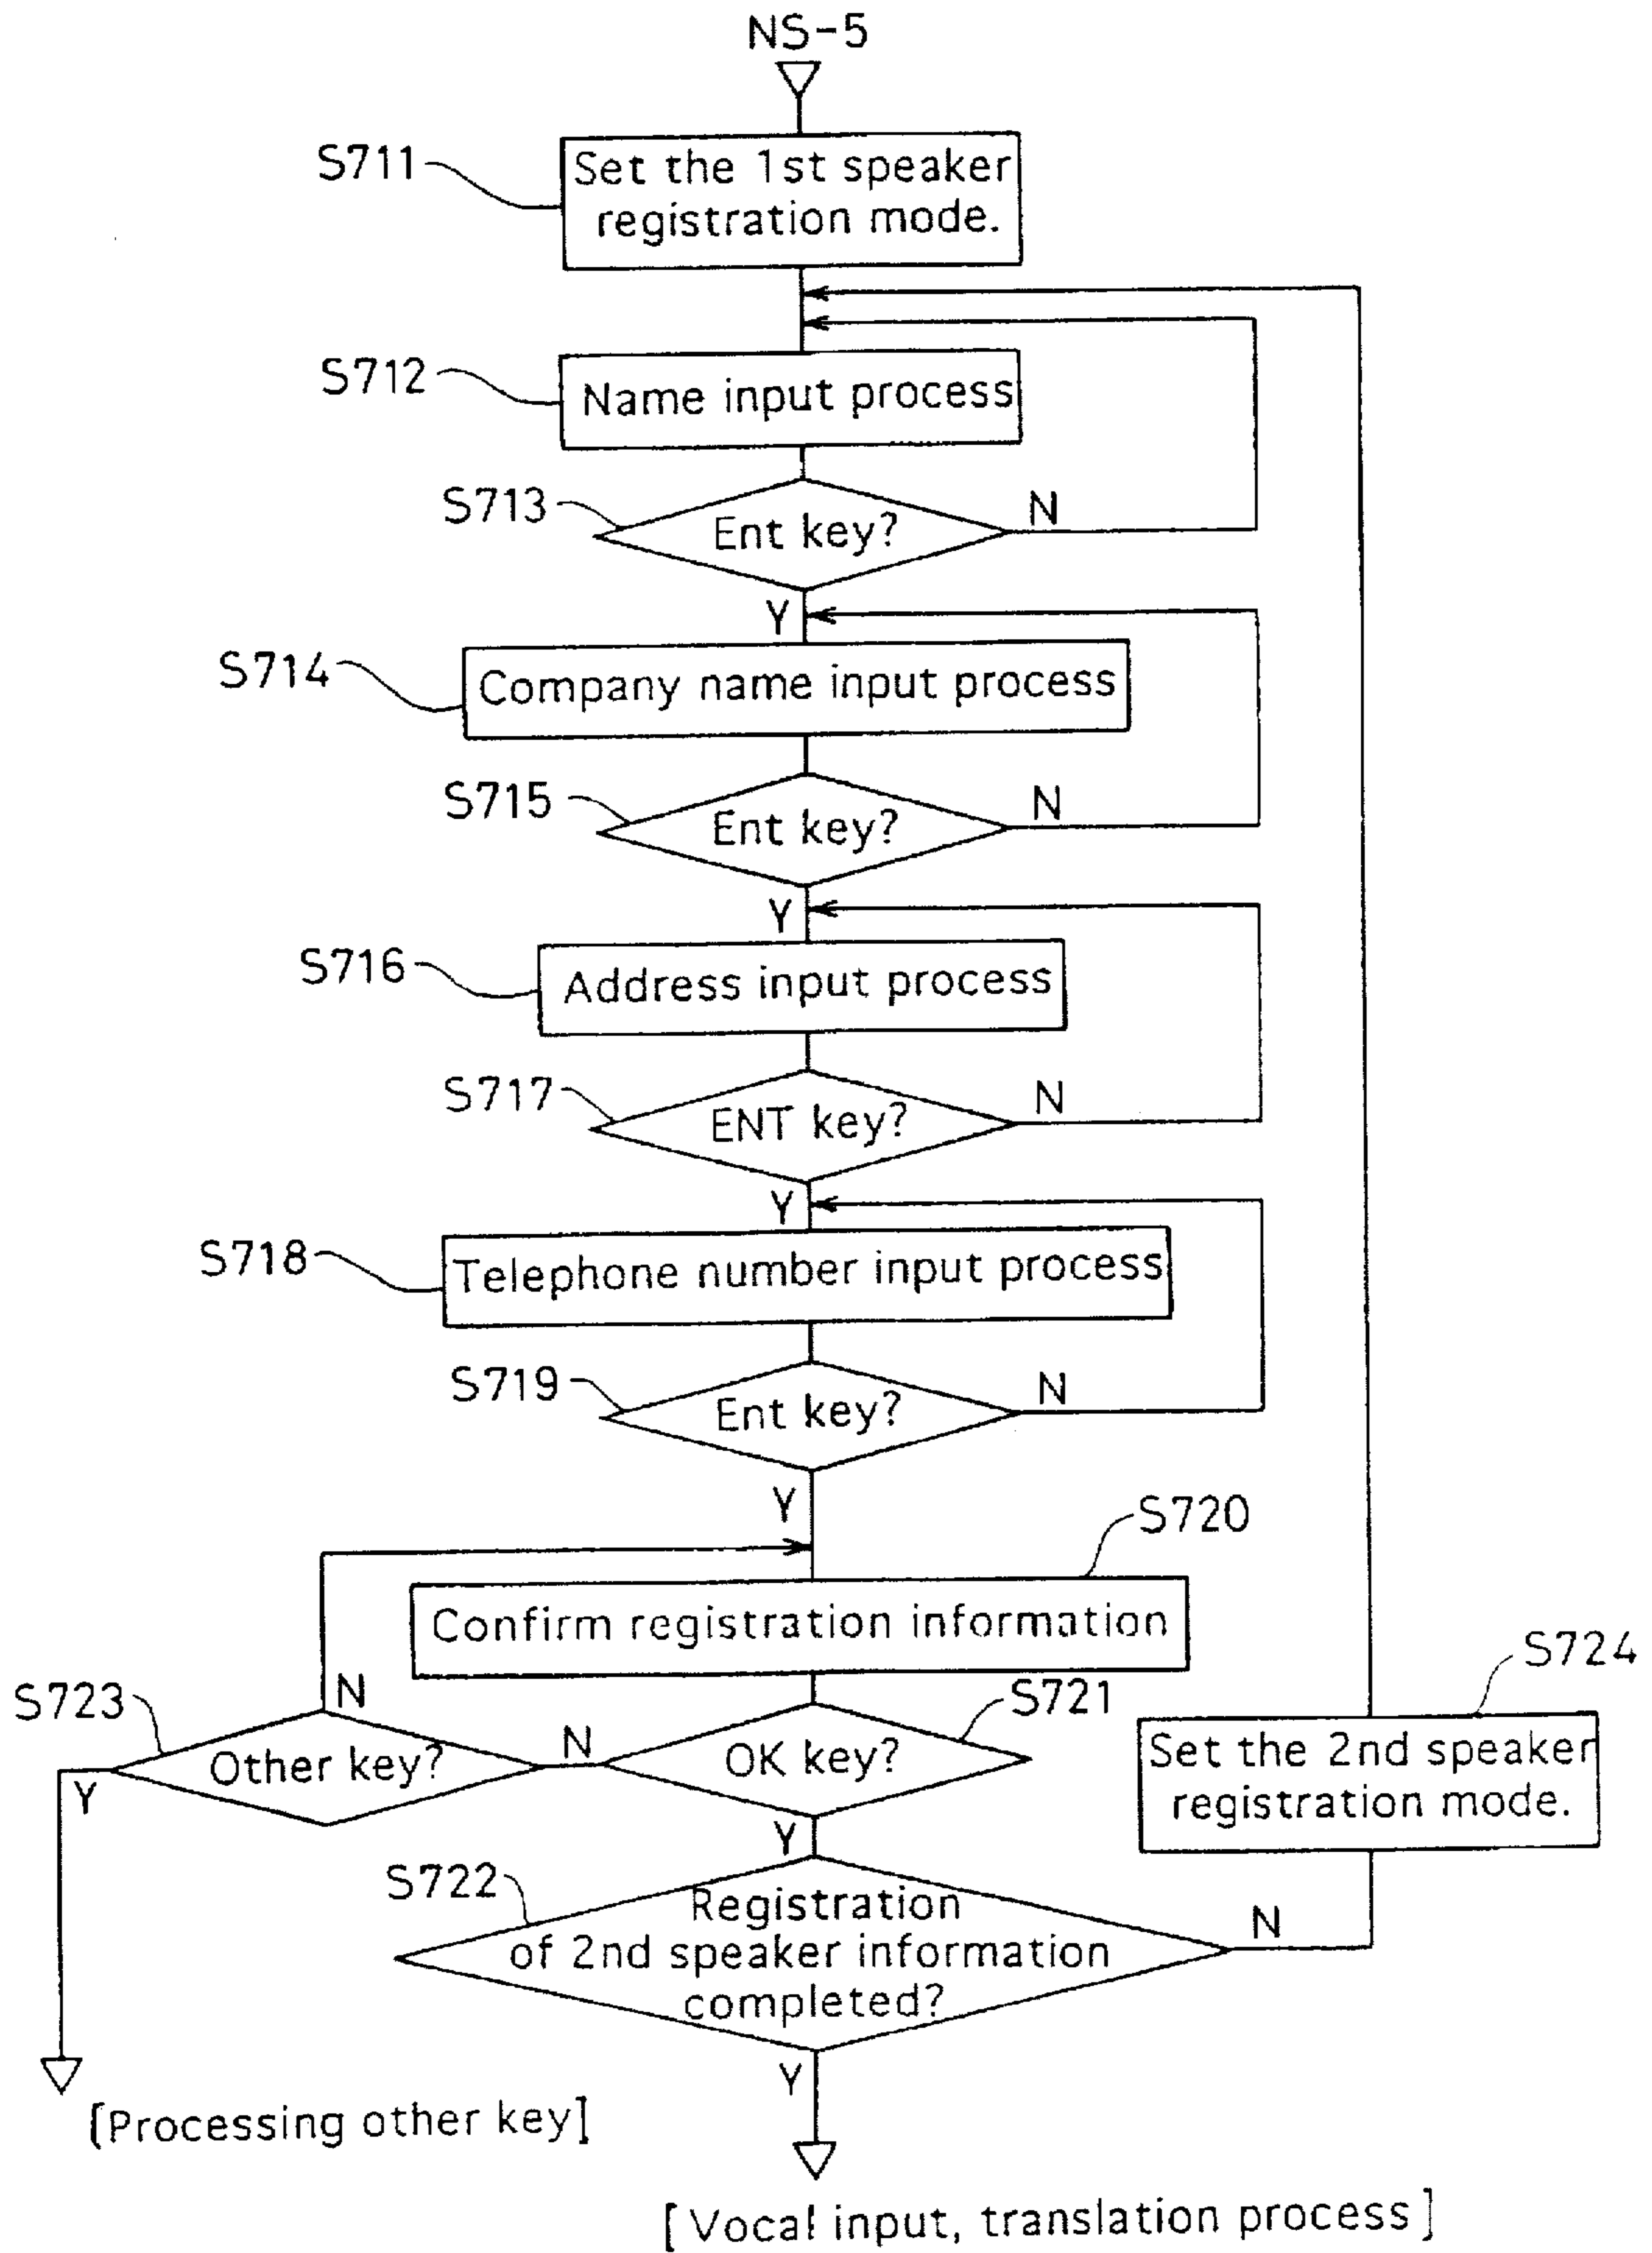 NS-5
S711
Set the 1st speaker
registration mode.
S712
Name input process
S713
Ent key?
N
Y
S714
Company name input process
S715
Ent key?
N
Y
S716
Address input process
S717
ENT key?
N
Y
S718
Telephone number input process
S719
Ent key?
N
Y
S720
Confirm registration information
S723
N
Other key?
Y
N
S721
OK key?
Y
S724
Set the 2nd speaker
registration mode.
S722
Registration
of 2nd speaker information
completed?
N
Y
[Processing other key]
[Vocal input, translation process]